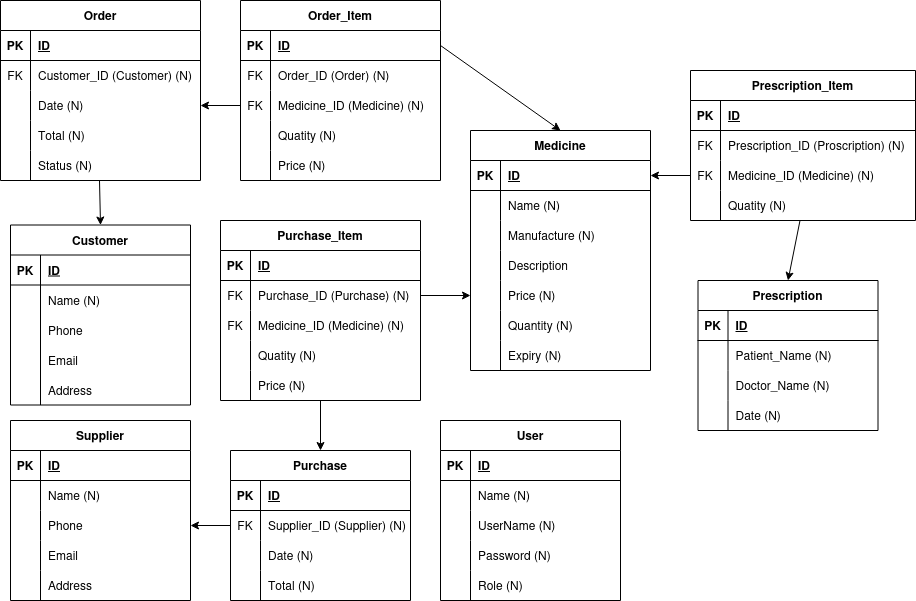 Order
PK ID
FK Customer_ID (Customer) (N)
Date (N)
Total (N)
Status (N)
Order_Item
PK ID
FK Order_ID (Order) (N)
FK Medicine_ID (Medicine) (N)
Quatity (N)
Price (N)
Medicine
PK ID
Name (N)
Manufacture (N)
Description
Price (N)
Quantity (N)
Expiry (N)
Prescription_Item
PK ID
FK Prescription_ID (Proscription) (N)
FK Medicine_ID (Medicine) (N)
Quatity (N)
Customer
PK ID
Name (N)
Phone
Email
Address
Purchase_Item
PK ID
FK Purchase_ID (Purchase) (N)
FK Medicine_ID (Medicine) (N)
Quatity (N)
Price (N)
Prescription
PK ID
Patient_Name (N)
Doctor_Name (N)
Date (N)
Supplier
PK ID
Name (N)
Phone
Email
Address
Purchase
PK ID
FK Supplier_ID (Supplier) (N)
Date (N)
Total (N)
User
PK ID
Name (N)
UserName (N)
Password (N)
Role (N)